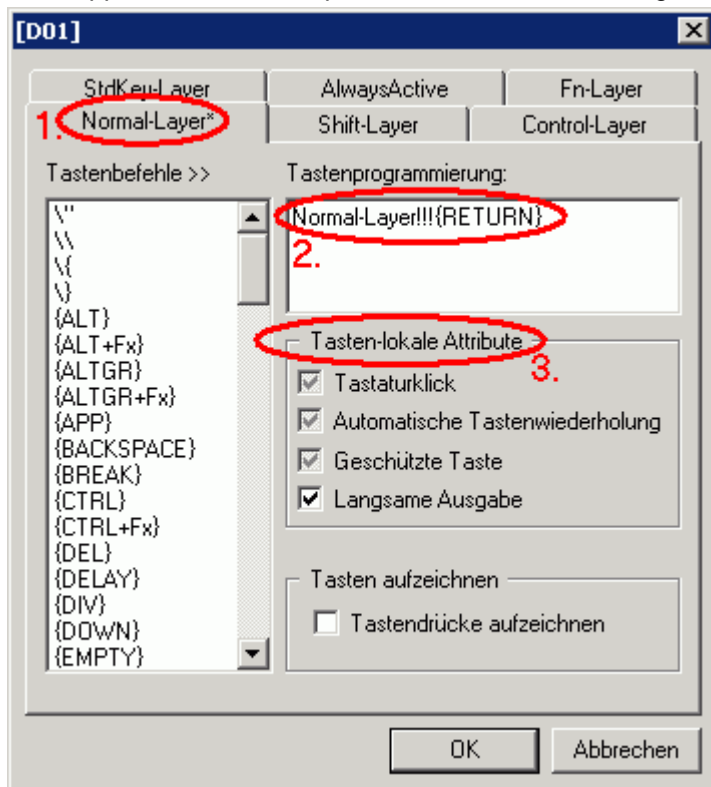 [D01]
StdKey-Layer AlwaysActive Fn-Layer
1. Normal-Layer* Shift-Layer Control-Layer
Tastenbefehle >> Tastenprogrammierung:
\"
\\
\{
\}
{ALT}
{ALT+Fx}
{ALTGR}
{ALTGR+Fx}
{APP}
{BACKSPACE}
{BREAK}
{CTRL}
{CTRL+Fx}
{DEL}
{DELAY}
{DIV}
{DOWN}
{EMPTY}
Normal-Layer!!!{RETURN}
2.
Tasten-lokale Attribute
3.
Tastaturklick
Automatische Tastenwiederholung
Geschützte Taste
Langsame Ausgabe
Tasten aufzeichnen
Tastendrücke aufzeichnen
OK Abbrechen